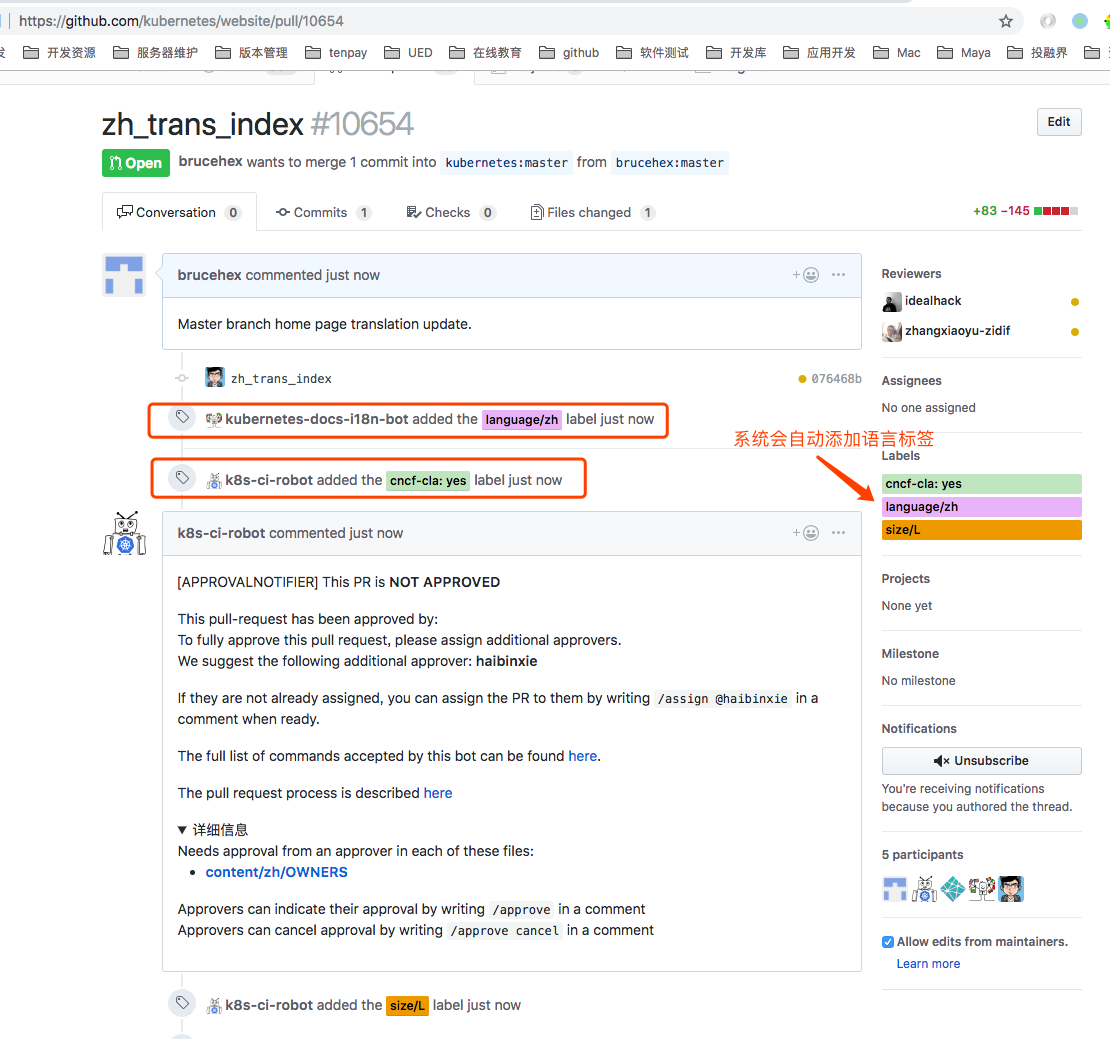 https://github.com/kubernetes/website/pull/10654
开发资源 服务器维护 版本管理 tenpay UED 在线教育 github 软件测试 开发库 应用开发 Mac Maya 投融界
zh_trans_index #10654
Edit
Open brucehex wants to merge 1 commit into kubernetes:master from brucehex:master
Conversation 0 Commits 1 Checks 0 Files changed 1 +83 −145
brucehex commented just now
Master branch home page translation update.
zh_trans_index 076468b
kubernetes-docs-i18n-bot added the language/zh label just now
k8s-ci-robot added the cncf-cla: yes label just now
k8s-ci-robot commented just now
[APPROVALNOTIFIER] This PR is NOT APPROVED
This pull-request has been approved by:
To fully approve this pull request, please assign additional approvers.
We suggest the following additional approver: haibinxie
If they are not already assigned, you can assign the PR to them by writing /assign @haibinxie in a
comment when ready.
The full list of commands accepted by this bot can be found here.
The pull request process is described here
▼ 详细信息
Needs approval from an approver in each of these files:
• content/zh/OWNERS
Approvers can indicate their approval by writing /approve in a comment
Approvers can cancel approval by writing /approve cancel in a comment
k8s-ci-robot added the size/L label just now
Reviewers
idealhack
zhangxiaoyu-zidif
Assignees
No one assigned
系统会自动添加语言标签
Labels
cncf-cla: yes
language/zh
size/L
Projects
None yet
Milestone
No milestone
Notifications
Unsubscribe
You're receiving notifications
because you authored the thread.
5 participants
Allow edits from maintainers.
Learn more